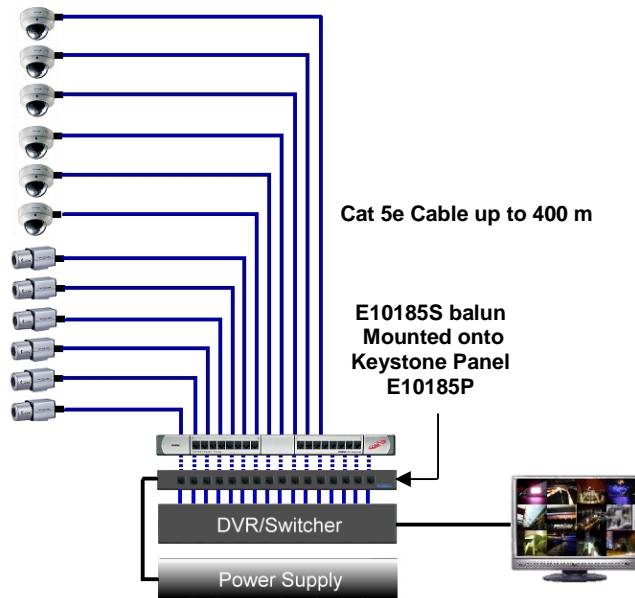 Cat 5e Cable up to 400 m
E10185S balun
Mounted onto
Keystone Panel
E10185P
DVR/Switcher
Power Supply